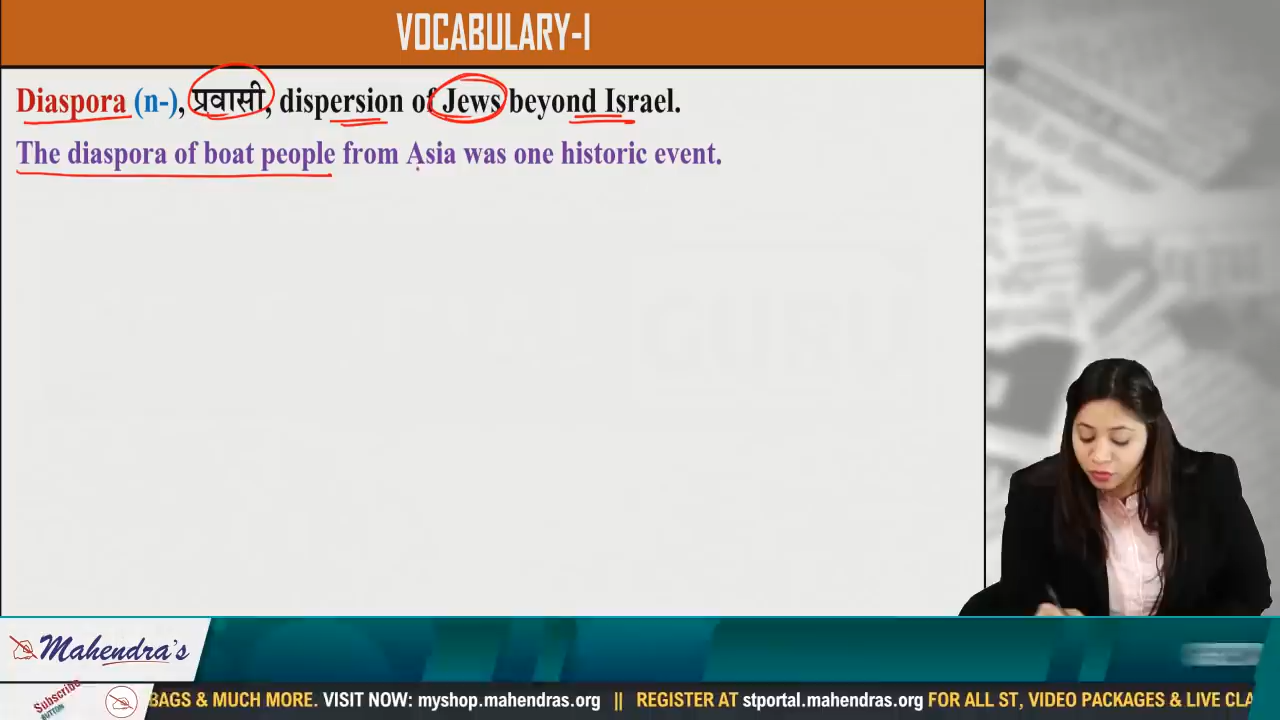 VOCABULARY-I
Diaspora (n-), प्रवासी, dispersion of Jews beyond Israel.
The diaspora of boat people from Asia was one historic event.
Mahendra's
Subscribe
BUTTON
BAGS & MUCH MORE. VISIT NOW: myshop.mahendras.org || REGISTER AT stportal.mahendras.org FOR ALL ST, VIDEO PACKAGES & LIVE CLA